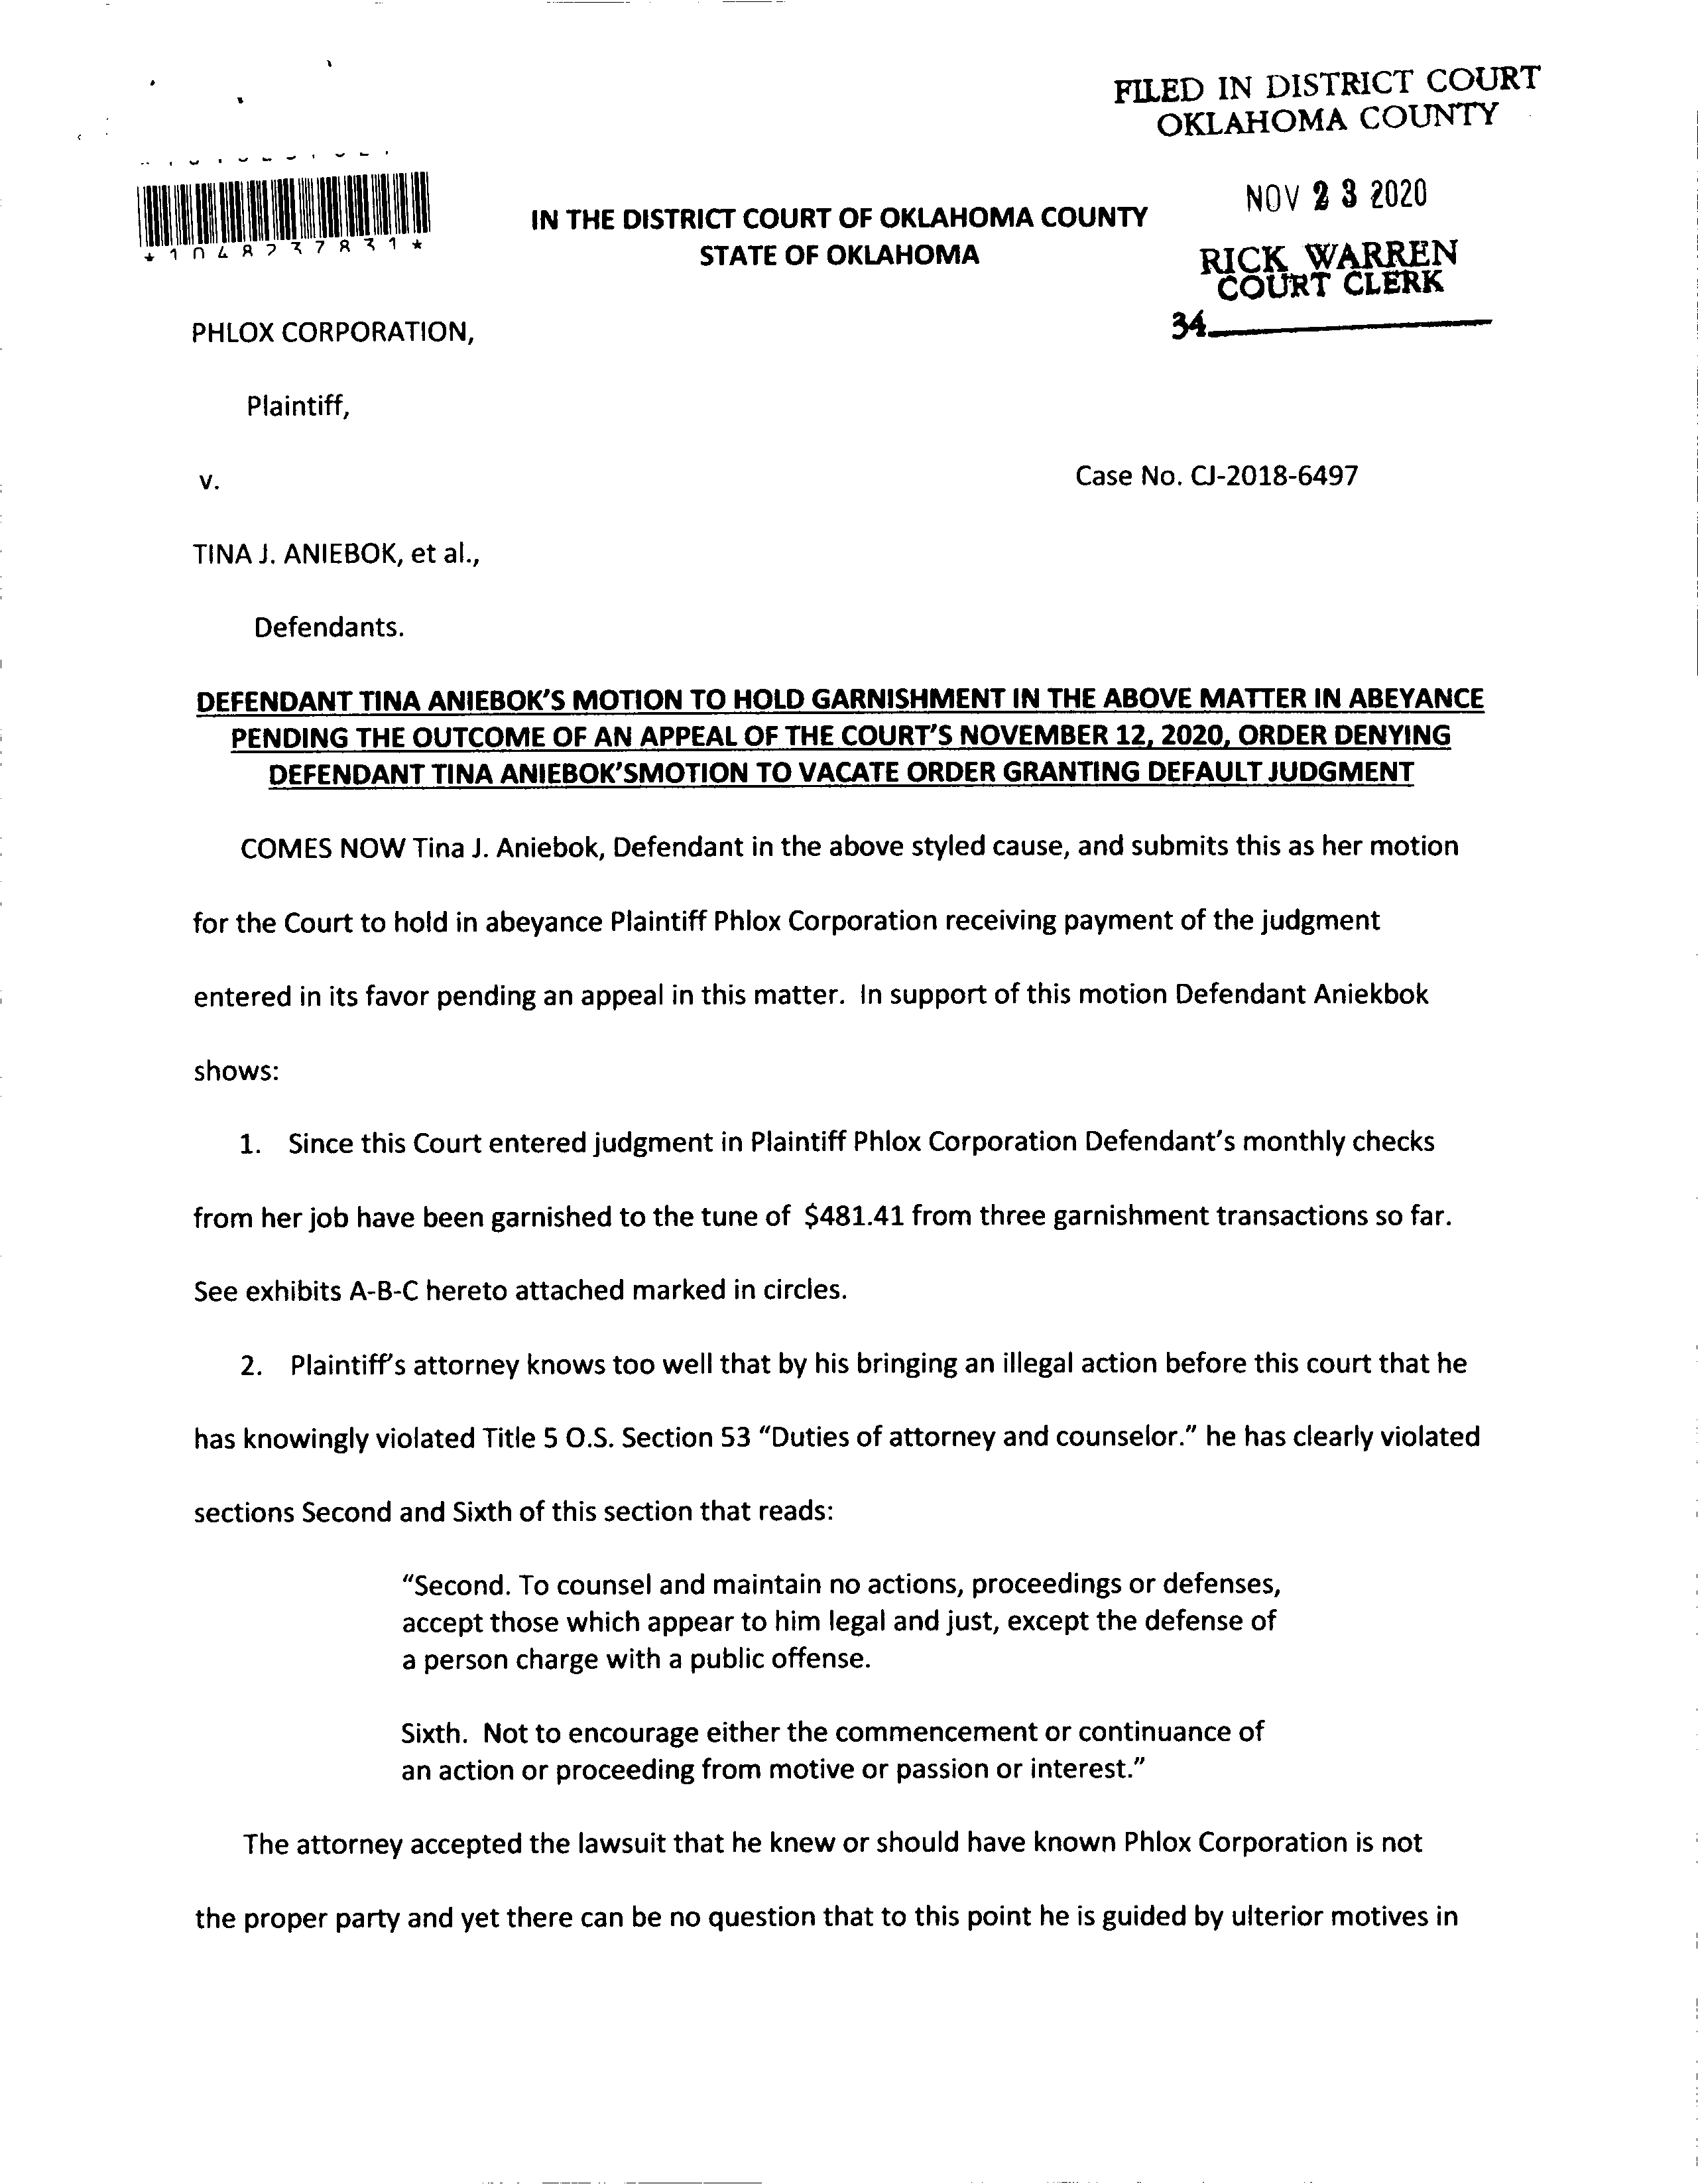 FILED IN DISTRICT COURT
OKLAHOMA COUNTY
NOV 23 2020
RICK WARREN
COURT CLERK
34
*1048237831*
IN THE DISTRICT COURT OF OKLAHOMA COUNTY
STATE OF OKLAHOMA
PHLOX CORPORATION,
Plaintiff,
v.
Case No. CJ-2018-6497
TINA J. ANIEBOK, et al.,
Defendants.
DEFENDANT TINA ANIEBOK'S MOTION TO HOLD GARNISHMENT IN THE ABOVE MATTER IN ABEYANCE
PENDING THE OUTCOME OF AN APPEAL OF THE COURT'S NOVEMBER 12, 2020, ORDER DENYING
DEFENDANT TINA ANIEBOK'SMOTION TO VACATE ORDER GRANTING DEFAULT JUDGMENT
COMES NOW Tina J. Aniebok, Defendant in the above styled cause, and submits this as her motion
for the Court to hold in abeyance Plaintiff Phlox Corporation receiving payment of the judgment
entered in its favor pending an appeal in this matter. In support of this motion Defendant Aniekbok
shows:
1. Since this Court entered judgment in Plaintiff Phlox Corporation Defendant's monthly checks
from her job have been garnished to the tune of $481.41 from three garnishment transactions so far.
See exhibits A-B-C hereto attached marked in circles.
2. Plaintiff's attorney knows too well that by his bringing an illegal action before this court that he
has knowingly violated Title 5 O.S. Section 53 "Duties of attorney and counselor." he has clearly violated
sections Second and Sixth of this section that reads:
"Second. To counsel and maintain no actions, proceedings or defenses,
accept those which appear to him legal and just, except the defense of
a person charge with a public offense.
Sixth. Not to encourage either the commencement or continuance of
an action or proceeding from motive or passion or interest."
The attorney accepted the lawsuit that he knew or should have known Phlox Corporation is not
the proper party and yet there can be no question that to this point he is guided by ulterior motives in